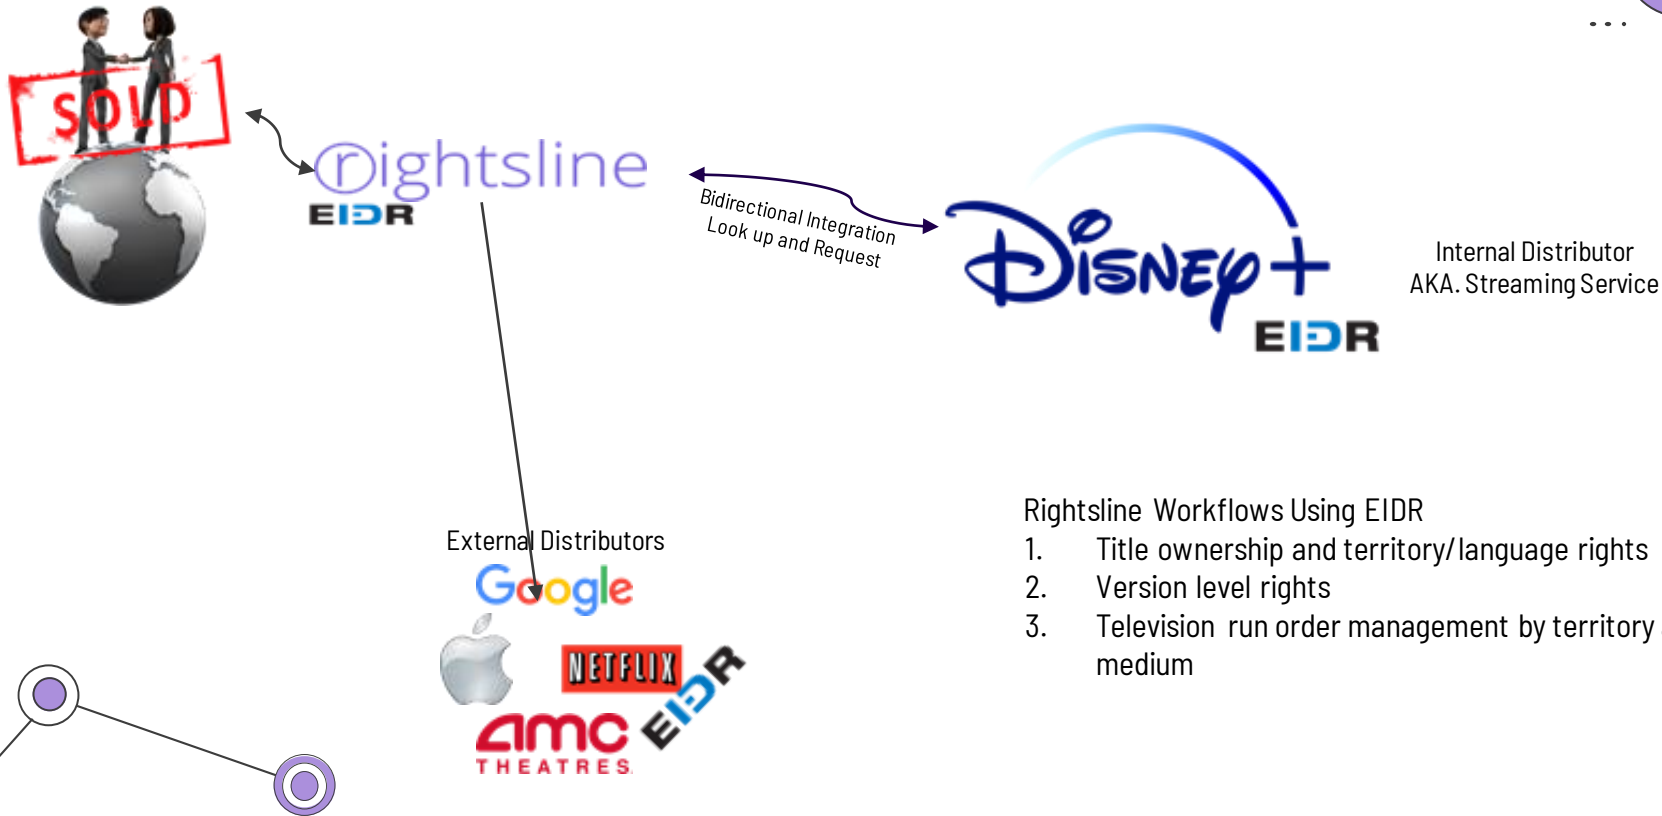 SOLD
rightsline
EIDR
Bidirectional Integration
Look up and Request
Disney+
EIDR
Internal Distributor
AKA. Streaming Service
External Distributors
Google
NETFLIX
EIDR
amc
THEATRES
Rightsline Workflows Using EIDR
1. Title ownership and territory/language rights
2. Version level rights
3. Television run order management by territory
medium